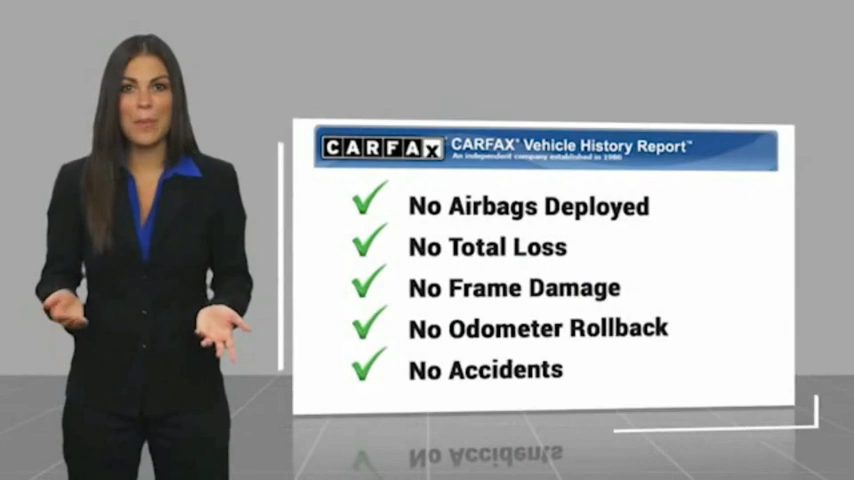 CARFAX
CARFAX® Vehicle History Report™
An independent company established in 1986
No Airbags Deployed
No Total Loss
No Frame Damage
No Odometer Rollback
No Accidents
No Accidents